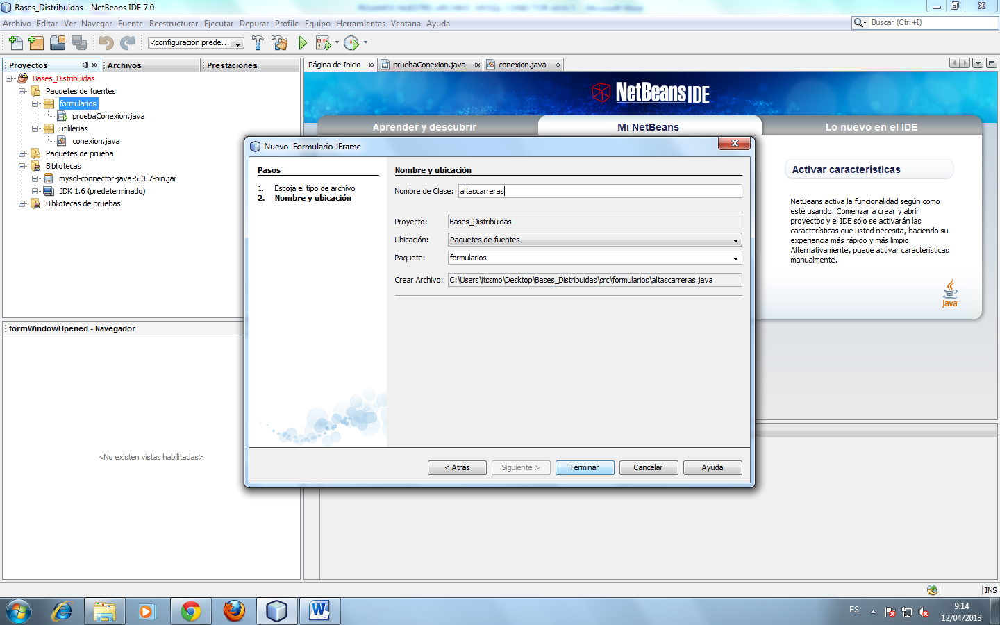 Bases_Distribuidas - NetBeans IDE 7.0
Archivo Editar Ver Navegar Fuente Reestructurar Ejecutar Depurar Profile Equipo Herramientas Ventana Ayuda
Buscar (Ctrl+I)
<configuración prede...
Proyectos Archivos Prestaciones
Página de Inicio pruebaConexion.java conexion.java
Bases_Distribuidas
Paquetes de fuentes
formularios
pruebaConexion.java
utilerias
conexion.java
Paquetes de prueba
Bibliotecas
mysql-connector-java-5.0.7-bin.jar
JDK 1.6 (predeterminado)
Bibliotecas de pruebas
NetBeans IDE
Aprender y descubrir Mi NetBeans Lo nuevo en el IDE
Activar características
NetBeans activa la funcionalidad según como
esté usando. Comenzar a crear y abrir
proyectos y el IDE sólo se activarán las
características que usted necesita, haciendo su
experiencia más rápido y más limpio.
Alternativamente, puede activar características
manualmente.
Java
Nuevo Formulario JFrame
Pasos
1. Escoja el tipo de archivo
2. Nombre y ubicación
Nombre y ubicación
Nombre de Clase: altascarreras
Proyecto: Bases_Distribuidas
Ubicación: Paquetes de fuentes
Paquete: formularios
Crear Archivo: C:\Users\itssmo\Desktop\Bases_Distribuidas\src\formularios\altascarreras.java
< Atrás Siguiente > Terminar Cancelar Ayuda
formWindowOpened - Navegador
<No existen vistas habilitadas>
INS
ES
9:14
12/04/2013